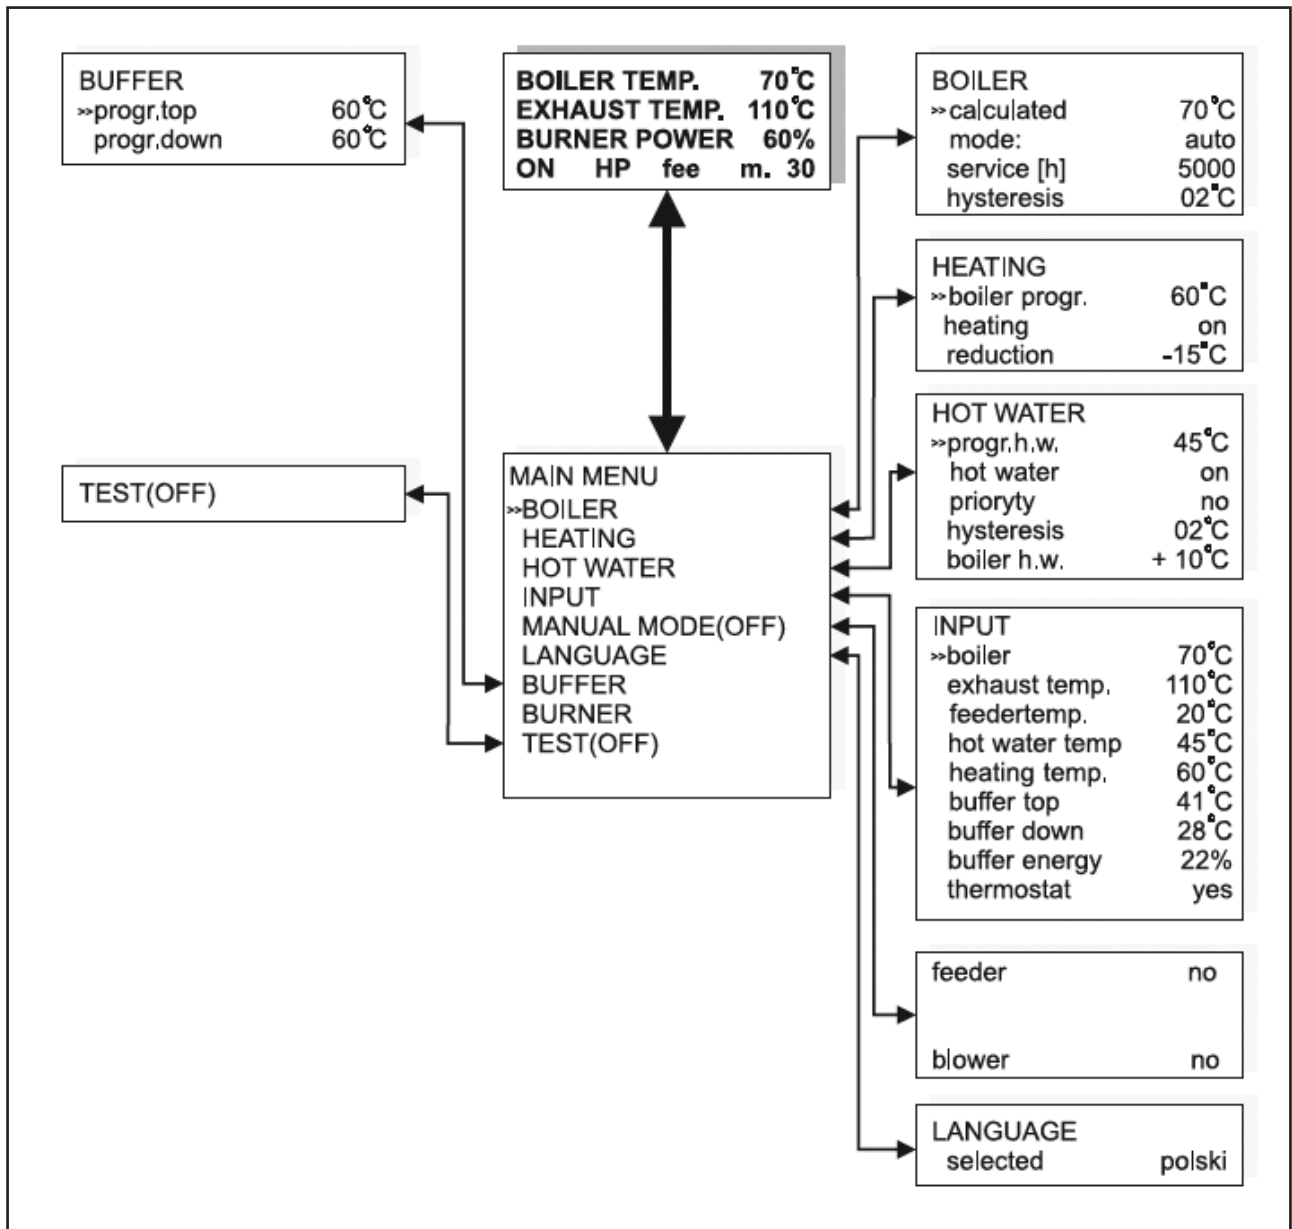 BUFFER
»progr.top 60°C
progr.down 60°C
BOILER TEMP. 70°C
EXHAUST TEMP. 110°C
BURNER POWER 60%
ON HP fee m. 30
BOILER
»calculated 70°C
mode: auto
service [h] 5000
hysteresis 02°C
HEATING
»boiler progr. 60°C
heating on
reduction -15°C
HOT WATER
»progr.h.w. 45°C
hot water on
prioryty no
hysteresis 02°C
boiler h.w. + 10°C
TEST(OFF)
MAIN MENU
»BOILER
HEATING
HOT WATER
INPUT
MANUAL MODE(OFF)
LANGUAGE
BUFFER
BURNER
TEST(OFF)
INPUT
»boiler 70°C
exhaust temp. 110°C
feedertemp. 20°C
hot water temp 45°C
heating temp. 60°C
buffer top 41°C
buffer down 28°C
buffer energy 22%
thermostat yes
feeder no
blower no
LANGUAGE
selected polski